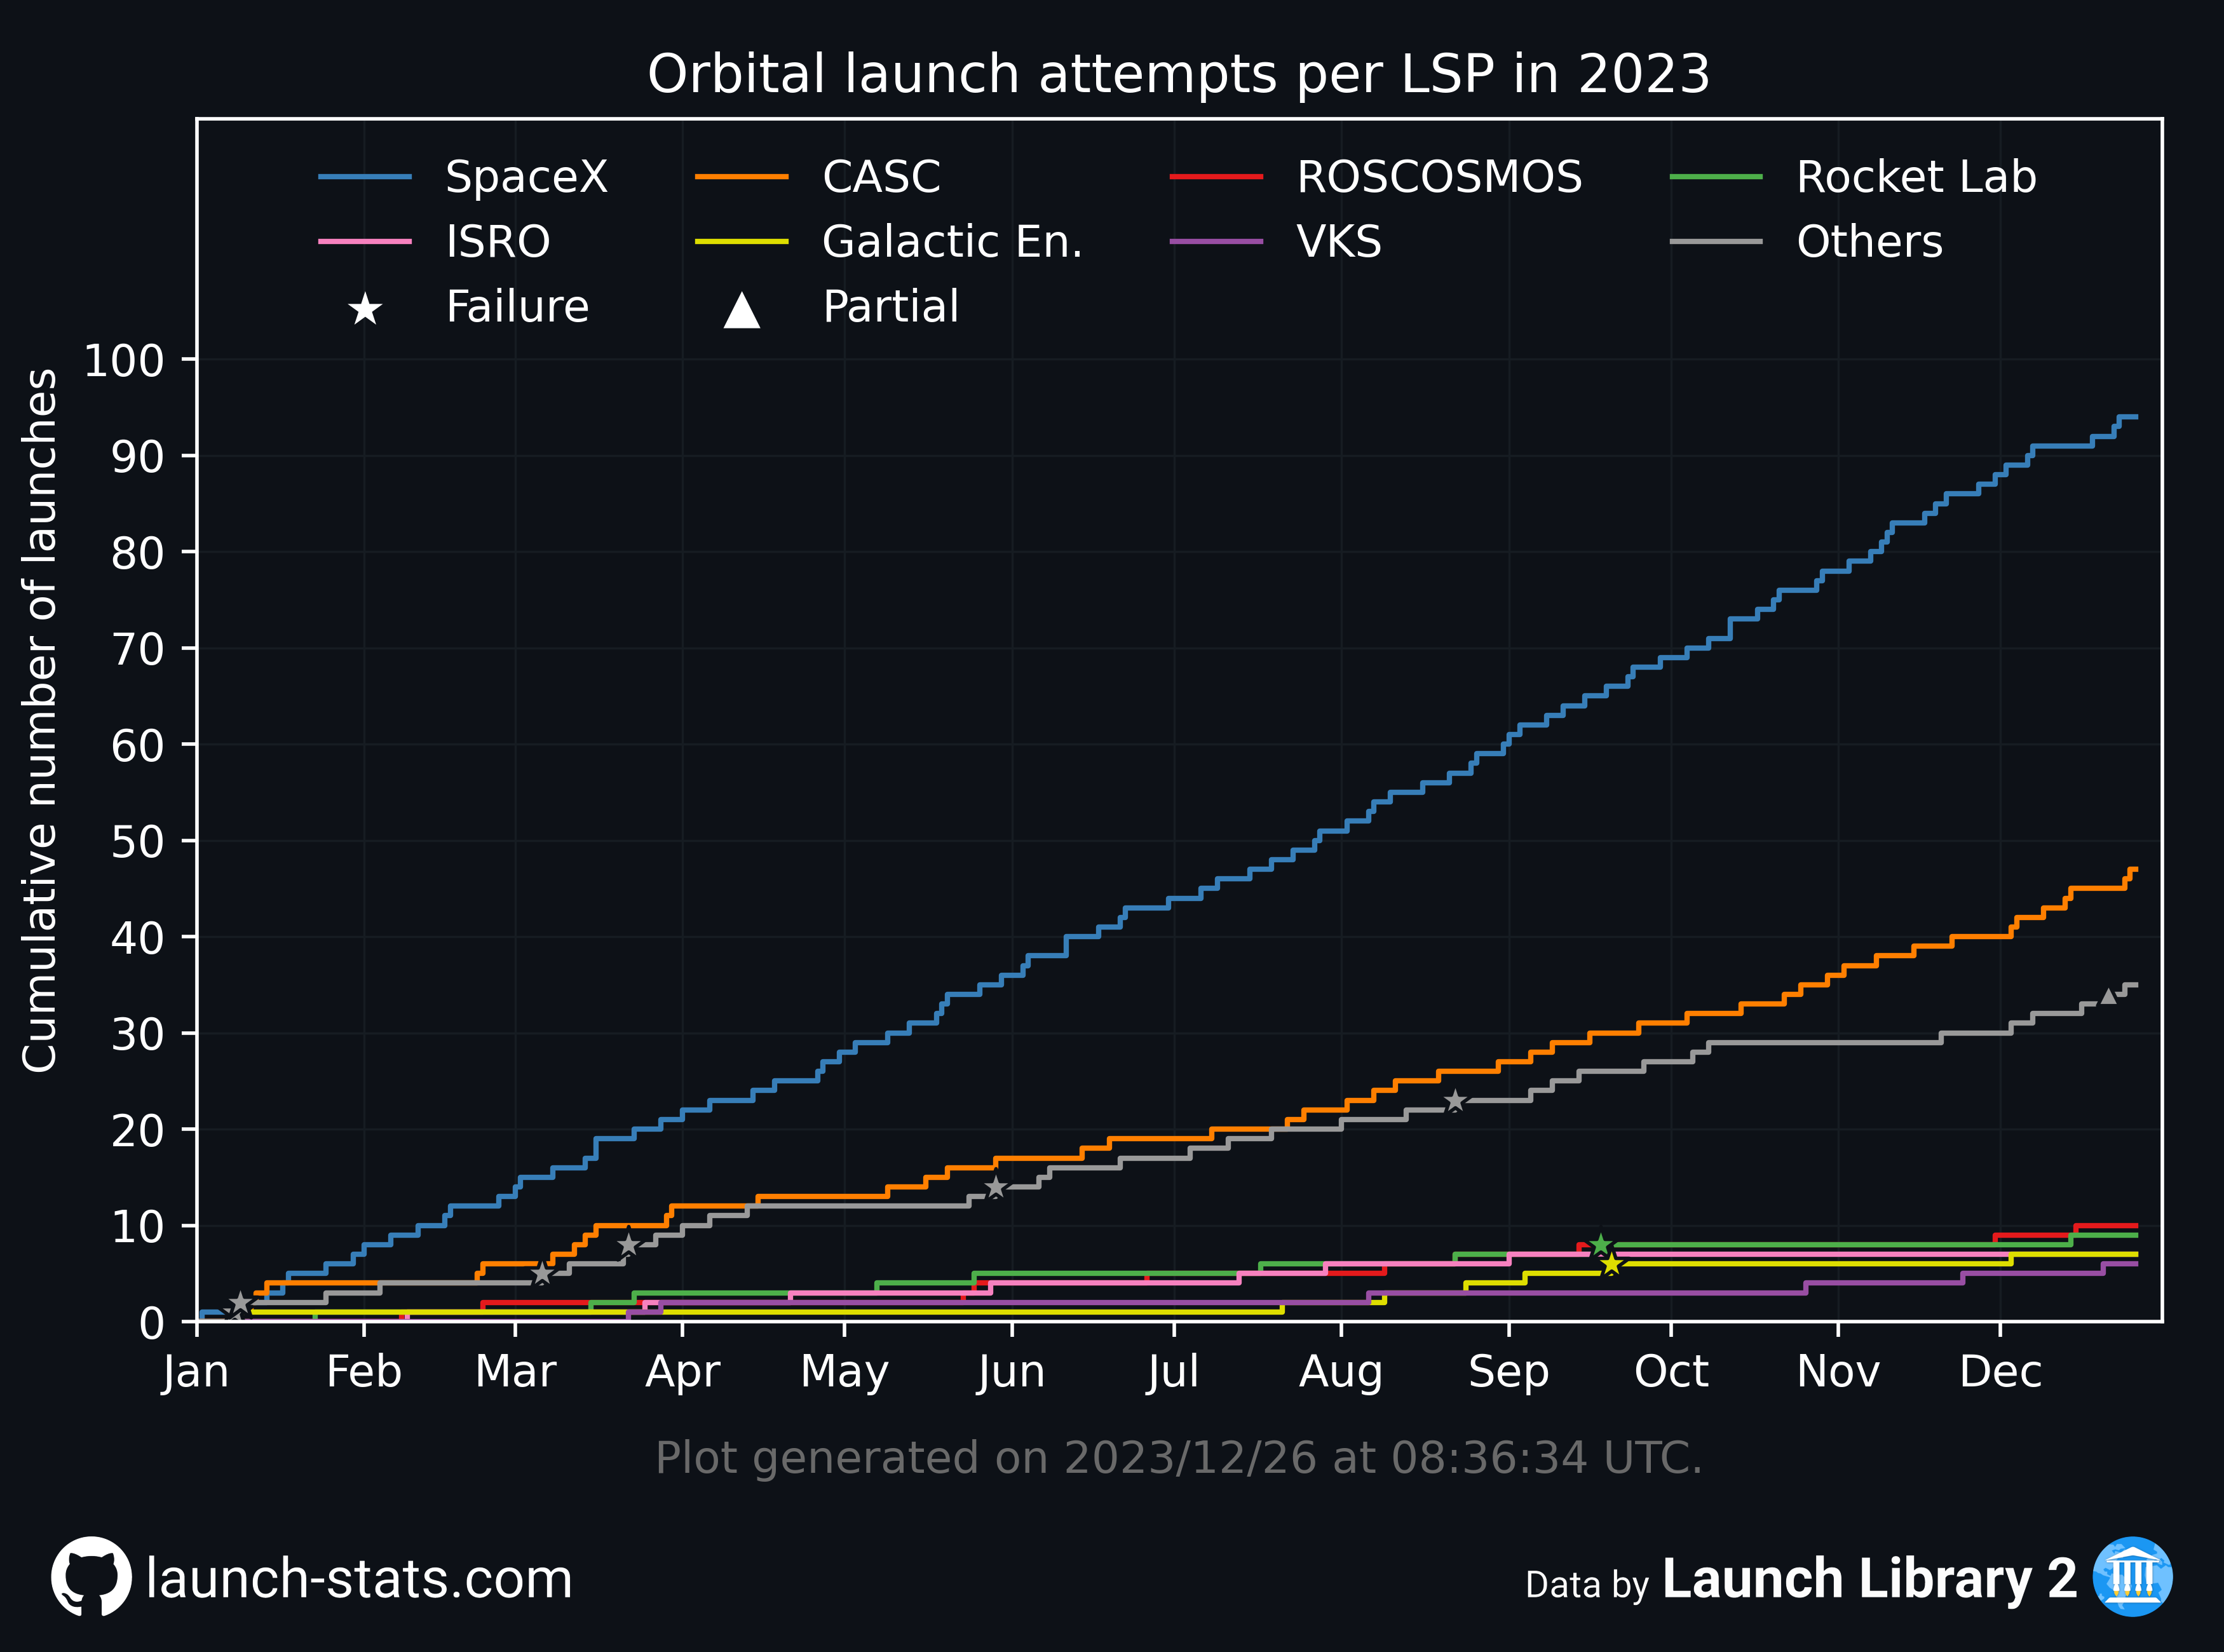 Orbital launch attempts per LSP in 2023
SpaceX CASC ROSCOSMOS Rocket Lab
ISRO Galactic En. VKS Others
Failure Partial
Cumulative number of launches
100
90
80
70
60
50
40
30
20
10
0
Jan Feb Mar Apr May Jun Jul Aug Sep Oct Nov Dec
Plot generated on 2023/12/26 at 08:36:34 UTC.
launch-stats.com
Data by Launch Library 2